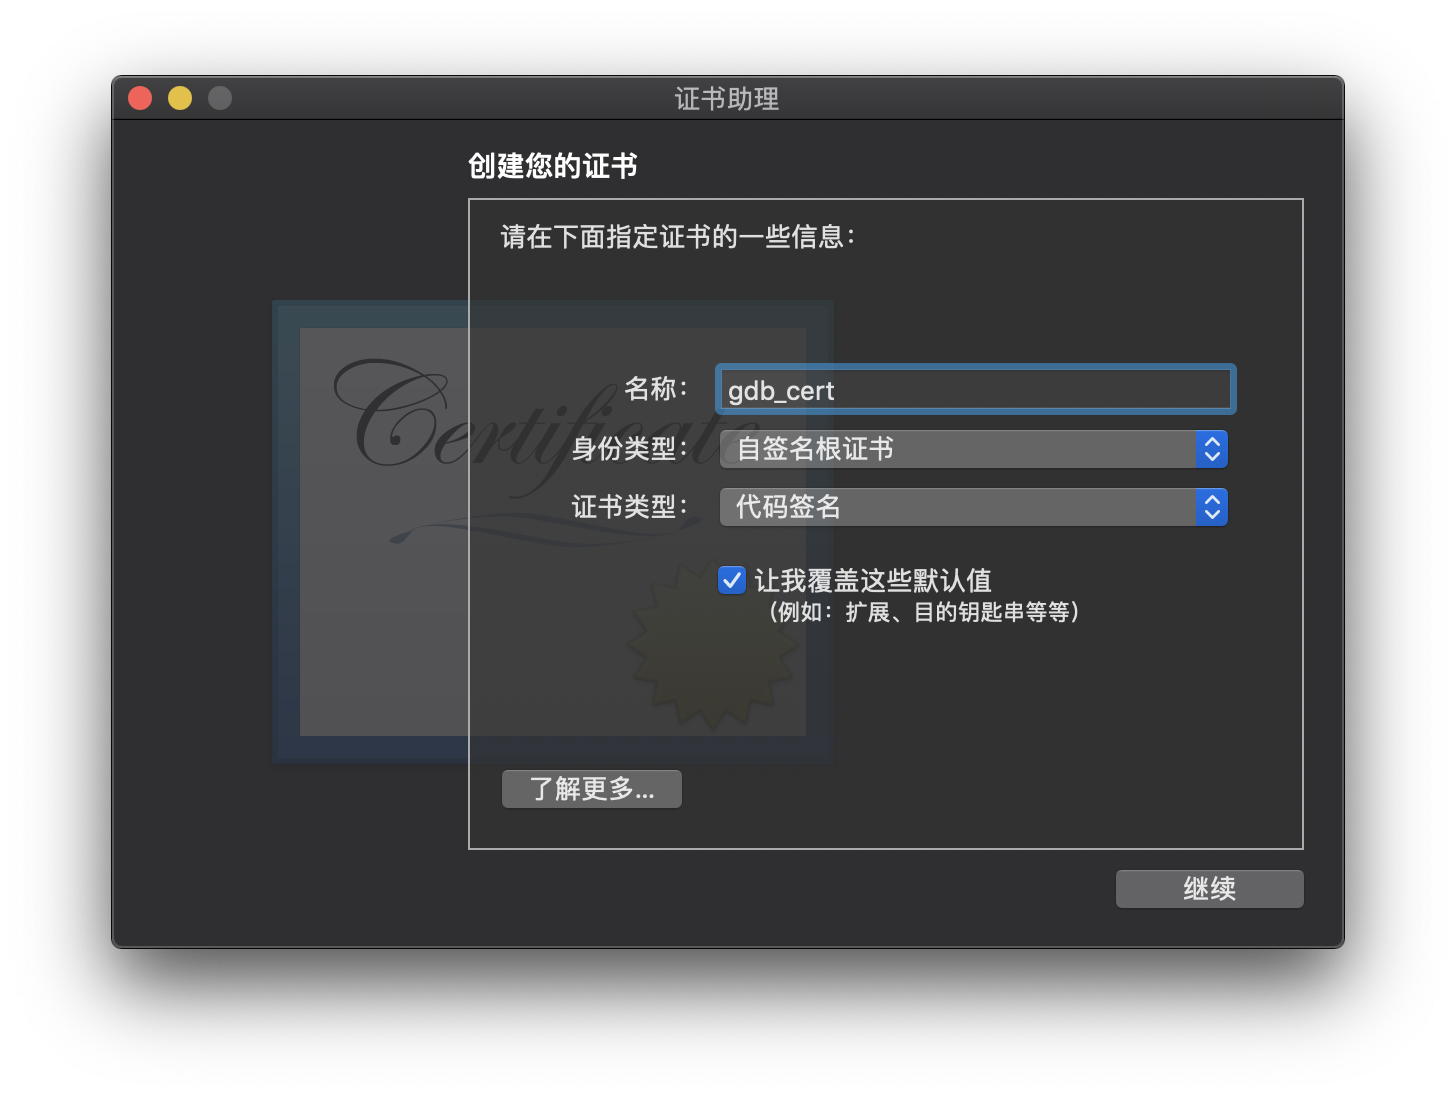 证书助理
创建您的证书
请在下面指定证书的一些信息：
Certificate
名称： gdb_cert
身份类型： 自签名根证书
证书类型： 代码签名
让我覆盖这些默认值
（例如：扩展、目的钥匙串等等）
了解更多...
继续